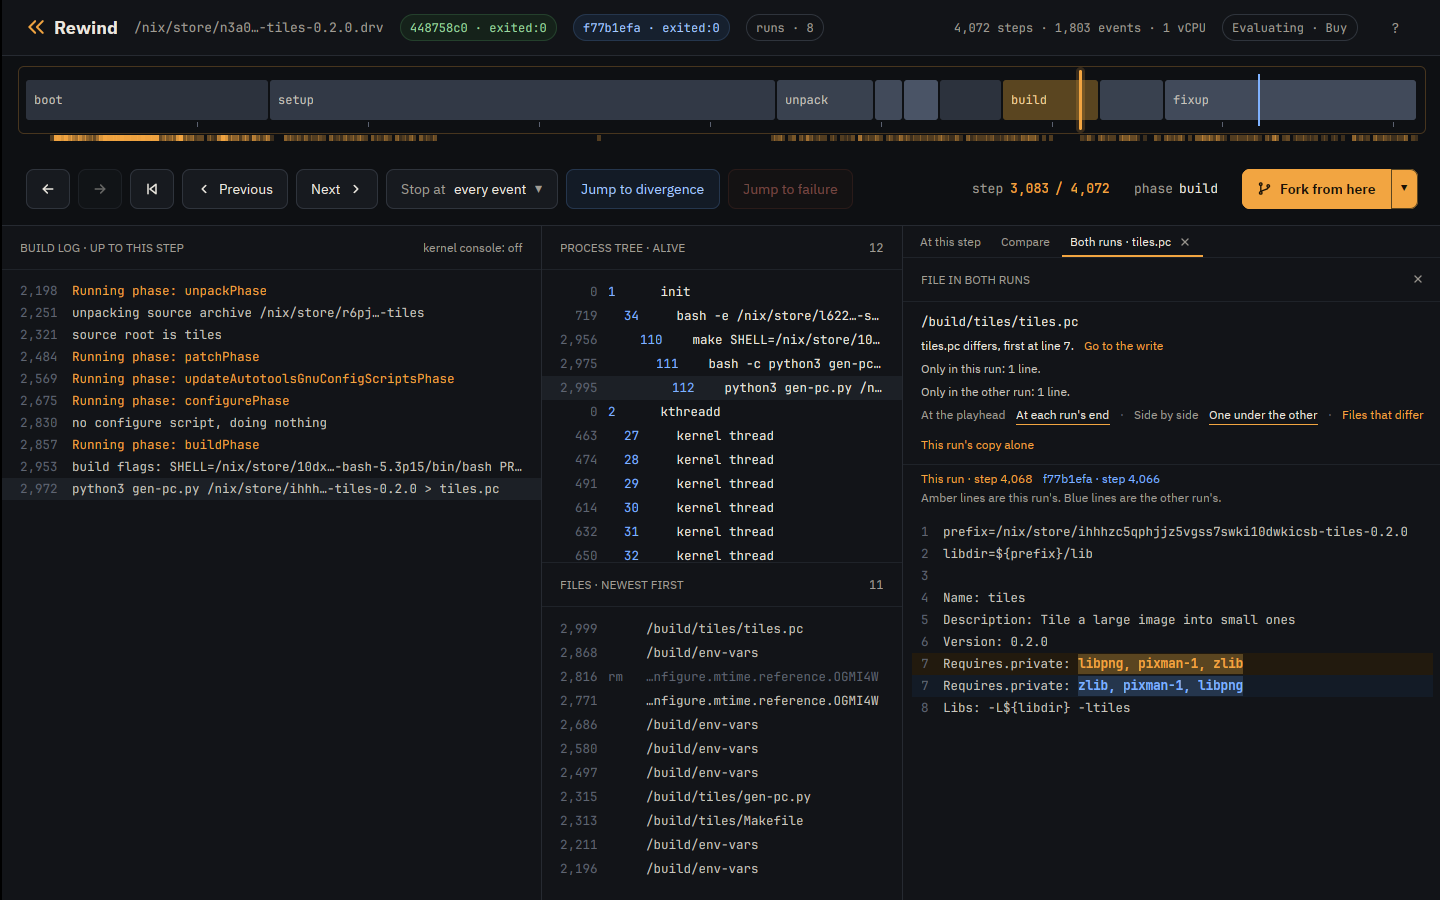 Rewind /nix/store/n3a0…-tiles-0.2.0.drv 448758c0 · exited:0 f77b1efa · exited:0 runs · 8 4,072 steps · 1,803 events · 1 vCPU Evaluating · Buy ?
boot setup unpack build fixup
Previous Next Stop at every event Jump to divergence Jump to failure step 3,083 / 4,072 phase build Fork from here
BUILD LOG · UP TO THIS STEP kernel console: off
2,198 Running phase: unpackPhase
2,251 unpacking source archive /nix/store/r6pj…-tiles
2,321 source root is tiles
2,484 Running phase: patchPhase
2,569 Running phase: updateAutotoolsGnuConfigScriptsPhase
2,675 Running phase: configurePhase
2,830 no configure script, doing nothing
2,857 Running phase: buildPhase
2,953 build flags: SHELL=/nix/store/10dx…-bash-5.3p15/bin/bash PR…
2,972 python3 gen-pc.py /nix/store/ihhh…-tiles-0.2.0 > tiles.pc
PROCESS TREE · ALIVE 12
0 1 init
719 34 bash -e /nix/store/l622…-s…
2,956 110 make SHELL=/nix/store/10…
2,975 111 bash -c python3 gen-pc…
2,995 112 python3 gen-pc.py /n…
0 2 kthreadd
463 27 kernel thread
474 28 kernel thread
491 29 kernel thread
614 30 kernel thread
632 31 kernel thread
650 32 kernel thread
FILES · NEWEST FIRST 11
2,999 /build/tiles/tiles.pc
2,868 /build/env-vars
2,816 rm …nfigure.mtime.reference.OGMI4W
2,771 …nfigure.mtime.reference.OGMI4W
2,686 /build/env-vars
2,580 /build/env-vars
2,497 /build/env-vars
2,315 /build/tiles/gen-pc.py
2,313 /build/tiles/Makefile
2,211 /build/env-vars
2,196 /build/env-vars
At this step Compare Both runs · tiles.pc ×
FILE IN BOTH RUNS ×
/build/tiles/tiles.pc
tiles.pc differs, first at line 7. Go to the write
Only in this run: 1 line.
Only in the other run: 1 line.
At the playhead At each run's end · Side by side One under the other · Files that differ
This run's copy alone
This run · step 4,068 f77b1efa · step 4,066
Amber lines are this run's. Blue lines are the other run's.
1 prefix=/nix/store/ihhhzc5qphjjz5vgss7swki10dwkicsb-tiles-0.2.0
2 libdir=${prefix}/lib
3
4 Name: tiles
5 Description: Tile a large image into small ones
6 Version: 0.2.0
7 Requires.private: libpng, pixman-1, zlib
7 Requires.private: zlib, pixman-1, libpng
8 Libs: -L${libdir} -ltiles